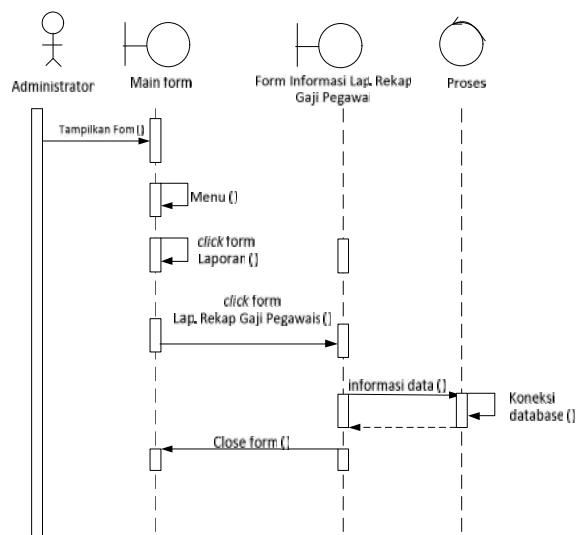 Administrator
Main form
Form Informasi Lap. Rekap
Gaji Pegawai
Proses
Tampilkan Fom ()
Menu ()
click form
Laporan ()
click form
Lap. Rekap Gaji Pegawais ()
informasi data ()
Koneksi
database ()
Close form ()